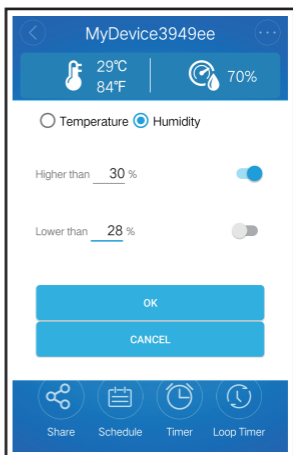 MyDevice3949ee
29℃
84℉
70%
Temperature Humidity
Higher than 30 %
Lower than 28 %
OK
CANCEL
Share Schedule Timer Loop Timer